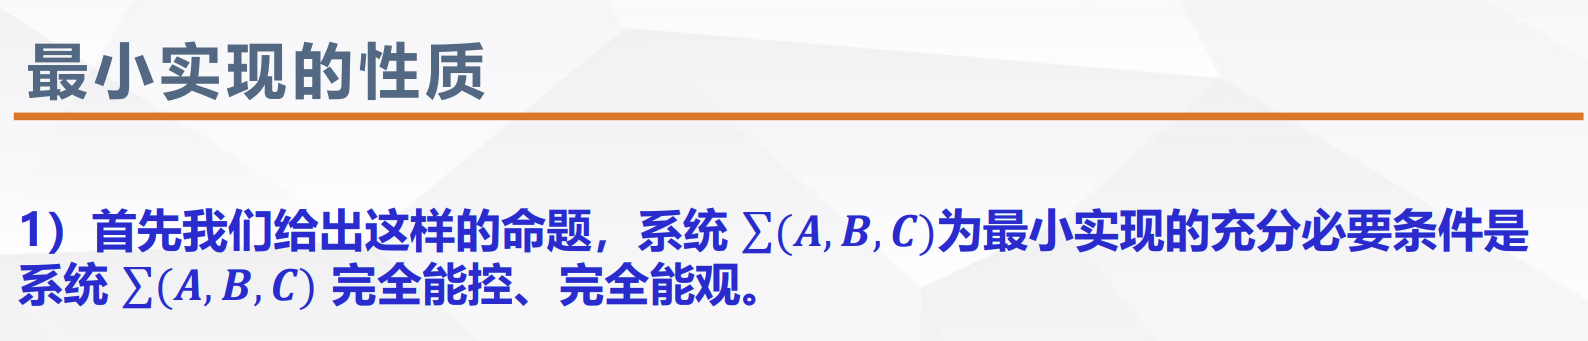 最小实现的性质
1）首先我们给出这样的命题，系统 ∑(A, B, C)为最小实现的充分必要条件是
系统 ∑(A, B, C) 完全能控、完全能观。